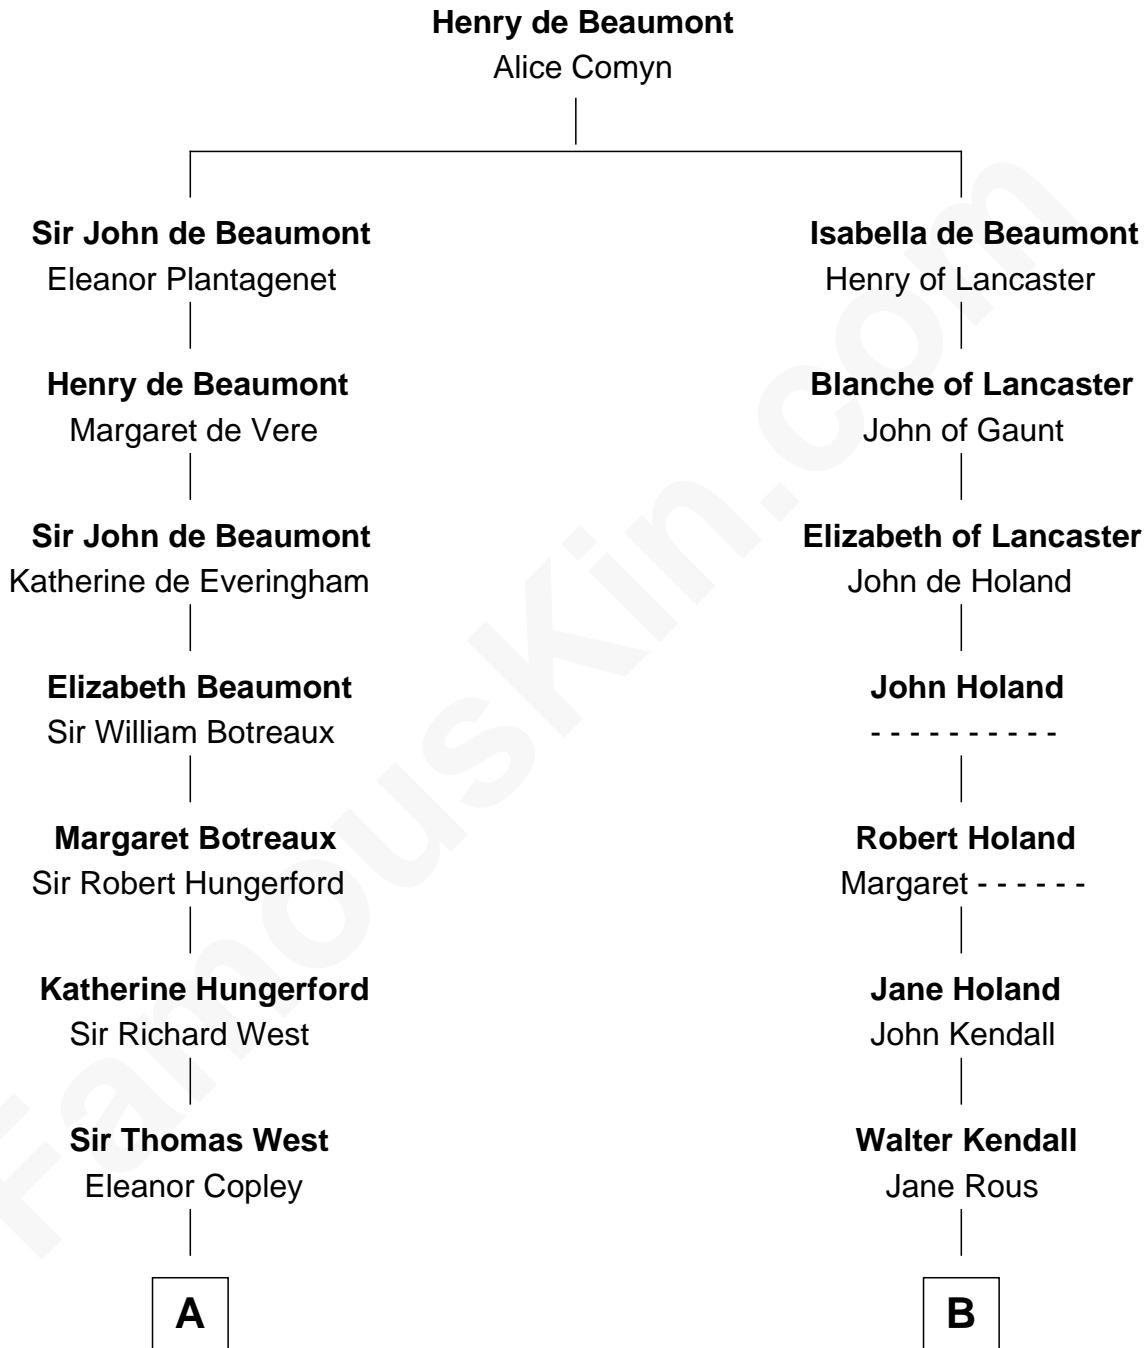 Henry de Beaumont
Alice Comyn
Sir John de Beaumont
Eleanor Plantagenet
Henry de Beaumont
Margaret de Vere
Sir John de Beaumont
Katherine de Everingham
Elizabeth Beaumont
Sir William Botreaux
Margaret Botreaux
Sir Robert Hungerford
Katherine Hungerford
Sir Richard West
Sir Thomas West
Eleanor Copley
A
Isabella de Beaumont
Henry of Lancaster
Blanche of Lancaster
John of Gaunt
Elizabeth of Lancaster
John de Holand
John Holand
- - - - - - - - - -
Robert Holand
Margaret - - - - - -
Jane Holand
John Kendall
Walter Kendall
Jane Rous
B
FamousKin.com